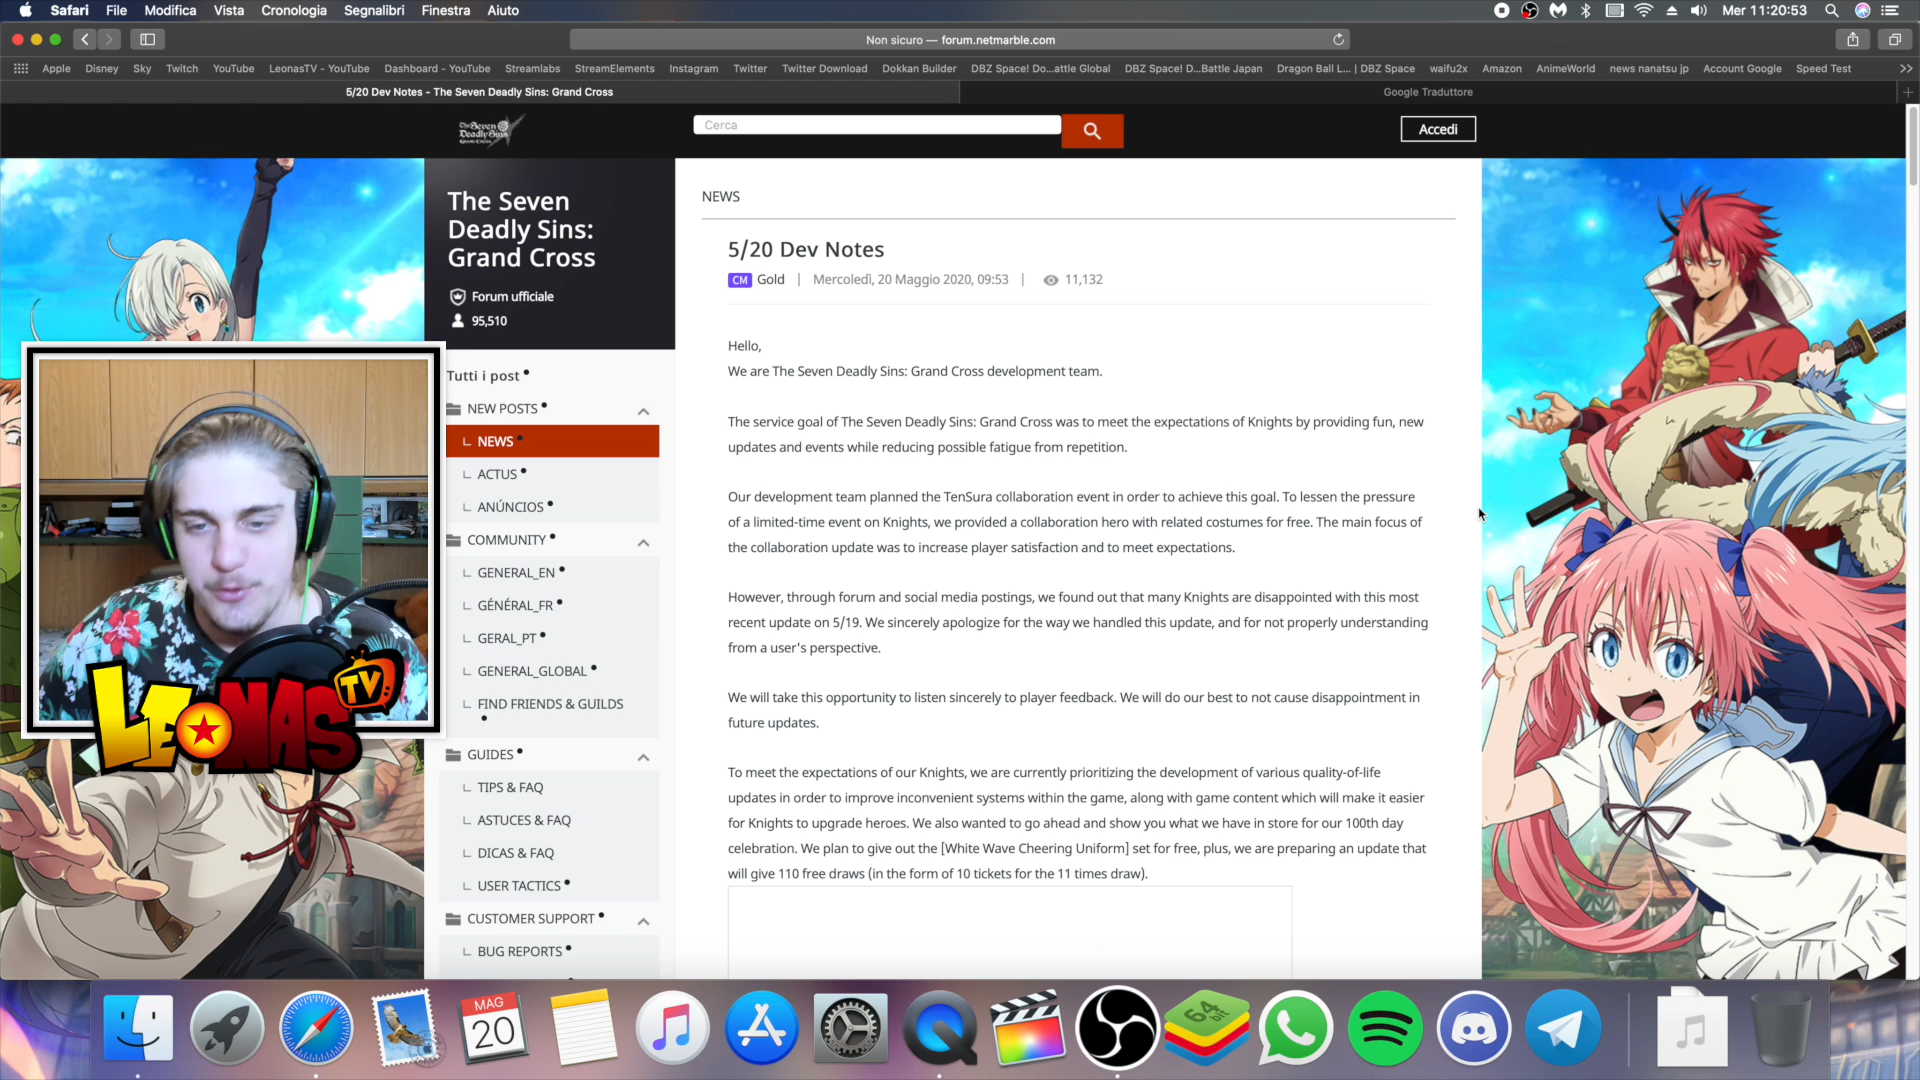 Safari File Modifica Vista Cronologia Segnalibri Finestra Aiuto Mer 11:20:53
Non sicuro — forum.netmarble.com
Apple Disney Sky Twitch YouTube LeonasTV - YouTube Dashboard - YouTube Streamlabs StreamElements Instagram Twitter Twitter Download Dokkan Builder DBZ Space! Do...attle Global DBZ Space! D...Battle Japan Dragon Ball L... | DBZ Space waifu2x Amazon AnimeWorld news nanatsu jp Account Google Speed Test
5/20 Dev Notes - The Seven Deadly Sins: Grand Cross Google Traduttore
The Seven
Deadly Sins
GRAND CROSS
Cerca
Accedi
The Seven
Deadly Sins:
Grand Cross
Forum ufficiale
95,510
Tutti i post
NEW POSTS
NEWS
ACTUS
ANÚNCIOS
COMMUNITY
GENERAL_EN
GÉNÉRAL_FR
GERAL_PT
GENERAL_GLOBAL
FIND FRIENDS & GUILDS
GUIDES
TIPS & FAQ
ASTUCES & FAQ
DICAS & FAQ
USER TACTICS
CUSTOMER SUPPORT
BUG REPORTS
NEWS
5/20 Dev Notes
CM Gold | Mercoledì, 20 Maggio 2020, 09:53 | 11,132
Hello,
We are The Seven Deadly Sins: Grand Cross development team.
The service goal of The Seven Deadly Sins: Grand Cross was to meet the expectations of Knights by providing fun, new
updates and events while reducing possible fatigue from repetition.
Our development team planned the TenSura collaboration event in order to achieve this goal. To lessen the pressure
of a limited-time event on Knights, we provided a collaboration hero with related costumes for free. The main focus of
the collaboration update was to increase player satisfaction and to meet expectations.
However, through forum and social media postings, we found out that many Knights are disappointed with this most
recent update on 5/19. We sincerely apologize for the way we handled this update, and for not properly understanding
from a user's perspective.
We will take this opportunity to listen sincerely to player feedback. We will do our best to not cause disappointment in
future updates.
To meet the expectations of our Knights, we are currently prioritizing the development of various quality-of-life
updates in order to improve inconvenient systems within the game, along with game content which will make it easier
for Knights to upgrade heroes. We also wanted to go ahead and show you what we have in store for our 100th day
celebration. We plan to give out the [White Wave Cheering Uniform] set for free, plus, we are preparing an update that
will give 110 free draws (in the form of 10 tickets for the 11 times draw).
LEONAS TV
MAG
20
64 bit